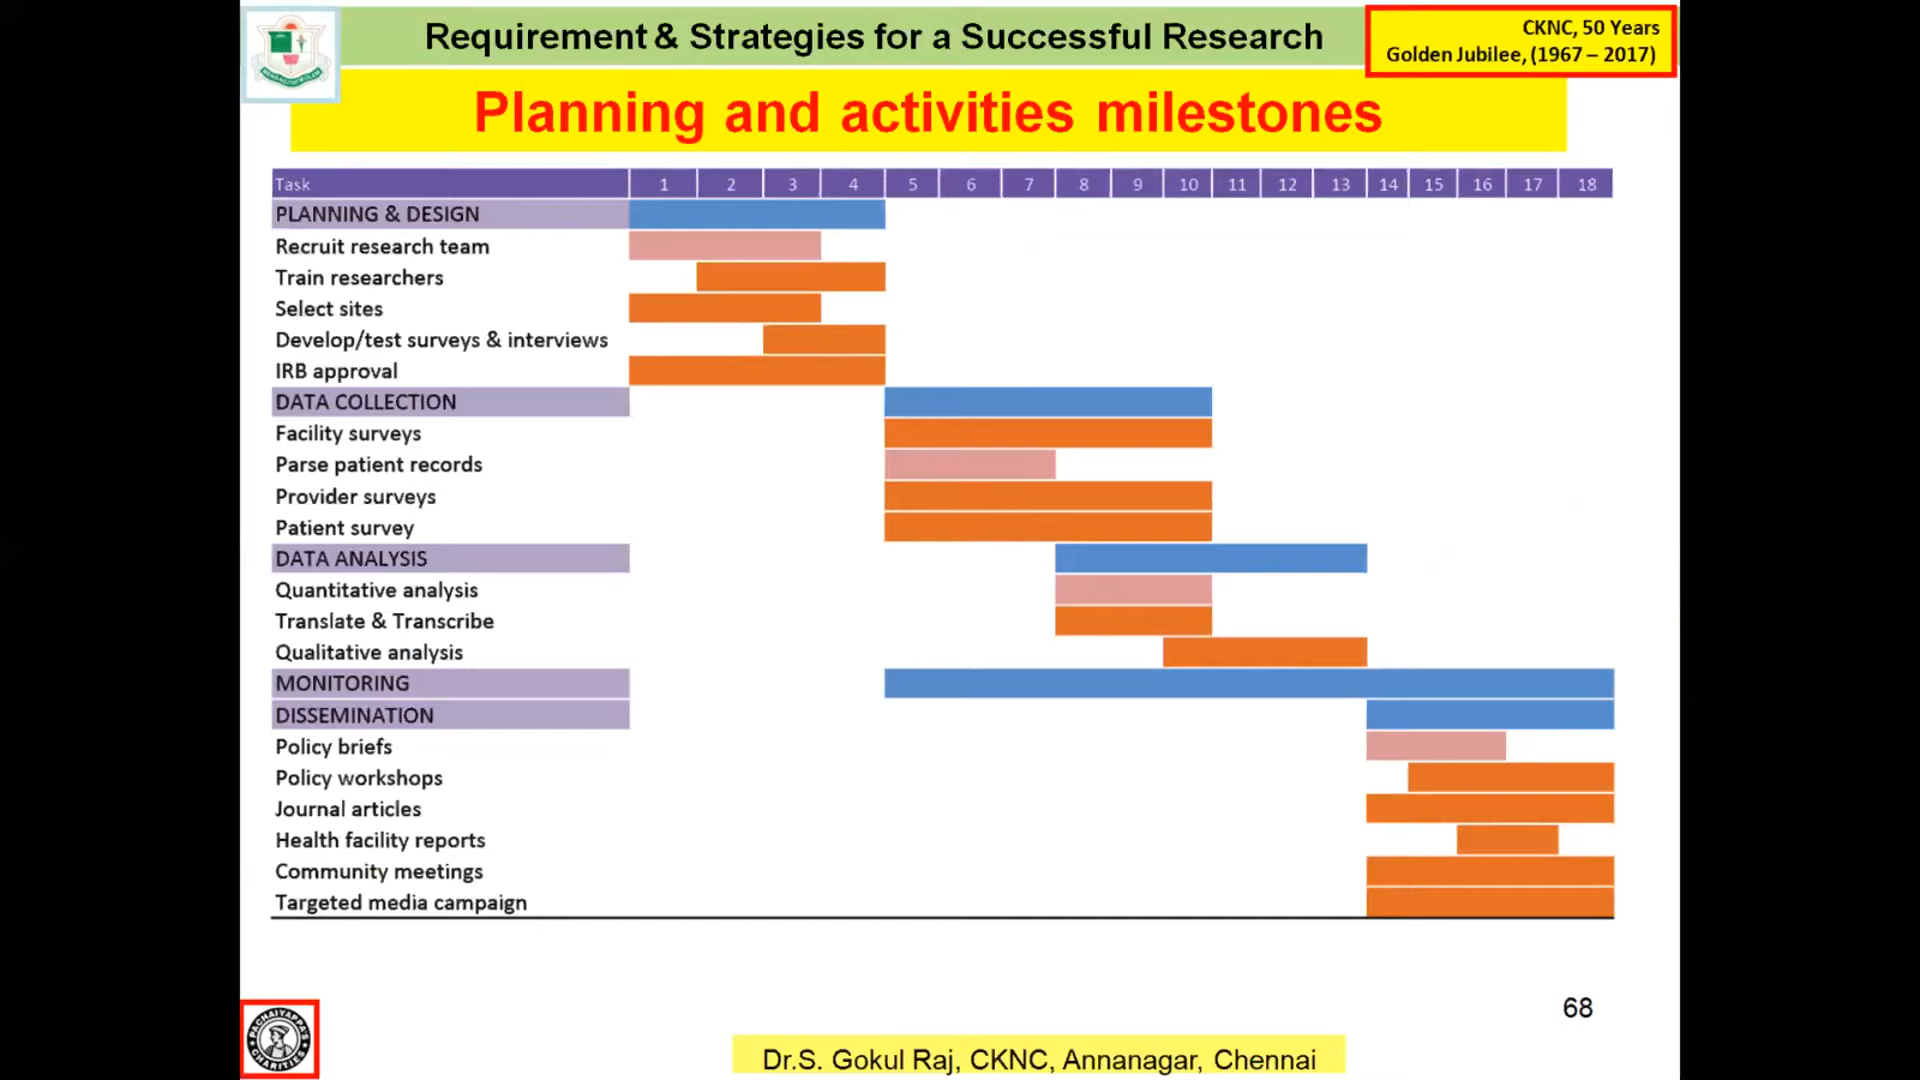 Requirement & Strategies for a Successful Research
CKNC, 50 Years
Golden Jubilee, (1967 – 2017)
Planning and activities milestones
Task 1 2 3 4 5 6 7 8 9 10 11 12 13 14 15 16 17 18
PLANNING & DESIGN
Recruit research team
Train researchers
Select sites
Develop/test surveys & interviews
IRB approval
DATA COLLECTION
Facility surveys
Parse patient records
Provider surveys
Patient survey
DATA ANALYSIS
Quantitative analysis
Translate & Transcribe
Qualitative analysis
MONITORING
DISSEMINATION
Policy briefs
Policy workshops
Journal articles
Health facility reports
Community meetings
Targeted media campaign
68
PACHAIYAPPA'S CHARITIES
Dr.S. Gokul Raj, CKNC, Annanagar, Chennai